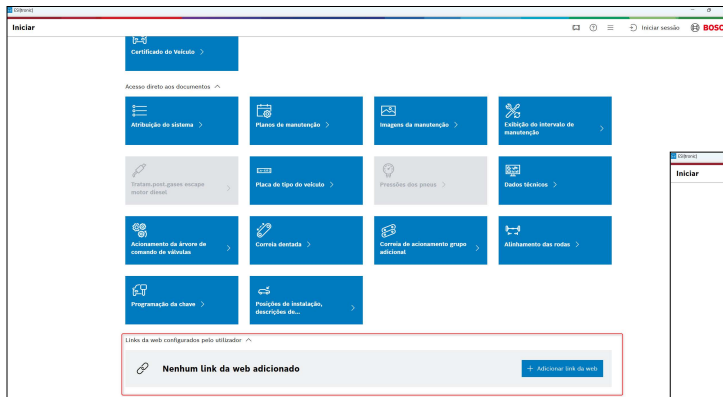 ES[tronic]
Iniciar
Iniciar sessão
BOSC
Certificado do Veículo
Acesso direto aos documentos
Atribuição do sistema
Planos de manutenção
Imagens da manutenção
Exibição do intervalo de
manutenção
Tratam.post.gases escape
motor diesel
Placa do tipo do veículo
Pressões dos pneus
Dados técnicos
Acionamento da árvore de
comando de válvulas
Correia dentada
Correia de acionamento grupo
adicional
Alinhamento das rodas
Programação da chave
Posições de instalação,
descrições de...
Links da web configurados pelo utilizador
Nenhum link da web adicionado
+ Adicionar link da web
ES[tronic]
Iniciar